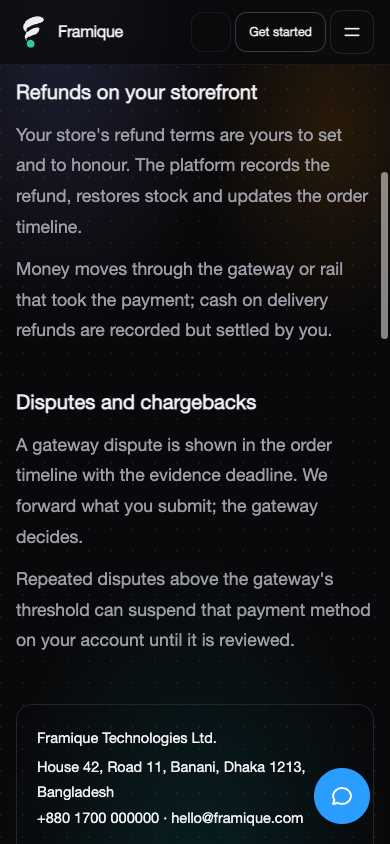 Framique
Get started
Refunds on your storefront
Your store's refund terms are yours to set
and to honour. The platform records the
refund, restores stock and updates the order
timeline.
Money moves through the gateway or rail
that took the payment; cash on delivery
refunds are recorded but settled by you.
Disputes and chargebacks
A gateway dispute is shown in the order
timeline with the evidence deadline. We
forward what you submit; the gateway
decides.
Repeated disputes above the gateway's
threshold can suspend that payment method
on your account until it is reviewed.
Framique Technologies Ltd.
House 42, Road 11, Banani, Dhaka 1213,
Bangladesh
+880 1700 000000 · hello@framique.com